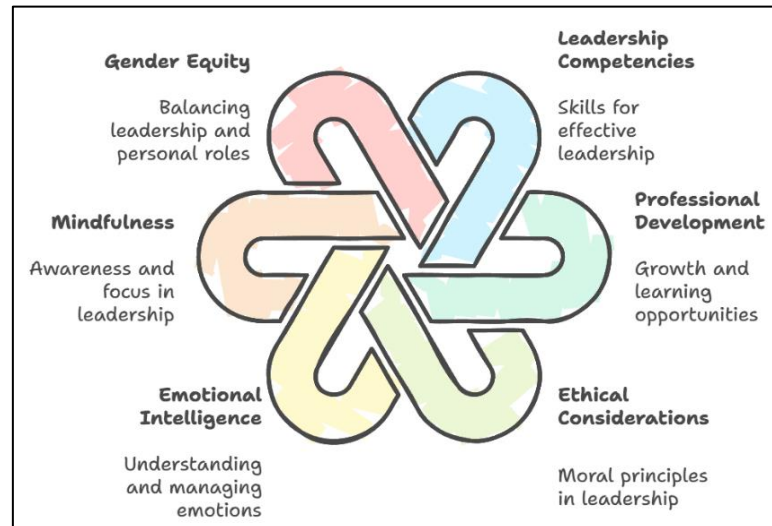 Gender Equity
Balancing
leadership and
personal roles
Leadership
Competencies
Skills for
effective
leadership
Mindfulness
Awareness and
focus in
leadership
Professional
Development
Growth and
learning
opportunities
Emotional
Intelligence
Understanding
and managing
emotions
Ethical
Considerations
Moral principles
in leadership